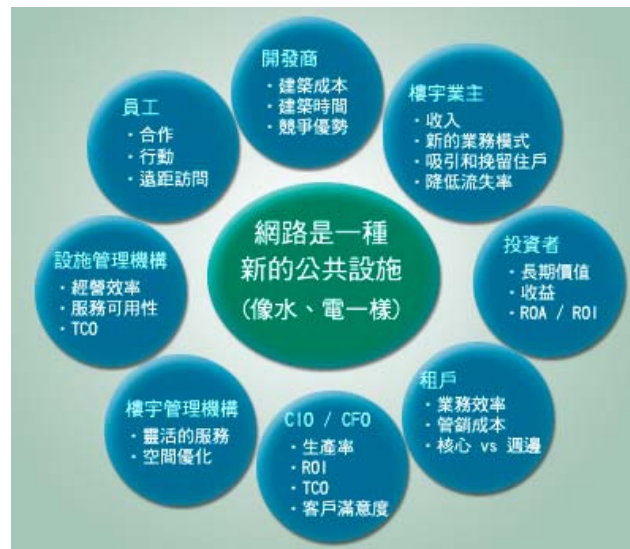 開發商
· 建築成本
· 建築時間
· 競爭優勢
樓宇業主
· 收入
· 新的業務模式
· 吸引和挽留住戶
· 降低流失率
投資者
· 長期價值
· 收益
· ROA / ROI
租戶
· 業務效率
· 管銷成本
· 核心 vs 週邊
CIO / CFO
· 生產率
· ROI
· TCO
· 客戶滿意度
樓宇管理機構
· 靈活的服務
· 空間優化
設施管理機構
· 經營效率
· 服務可用性
· TCO
員工
· 合作
· 行動
· 遠距訪問
網路是一種
新的公共設施
(像水、電一樣)